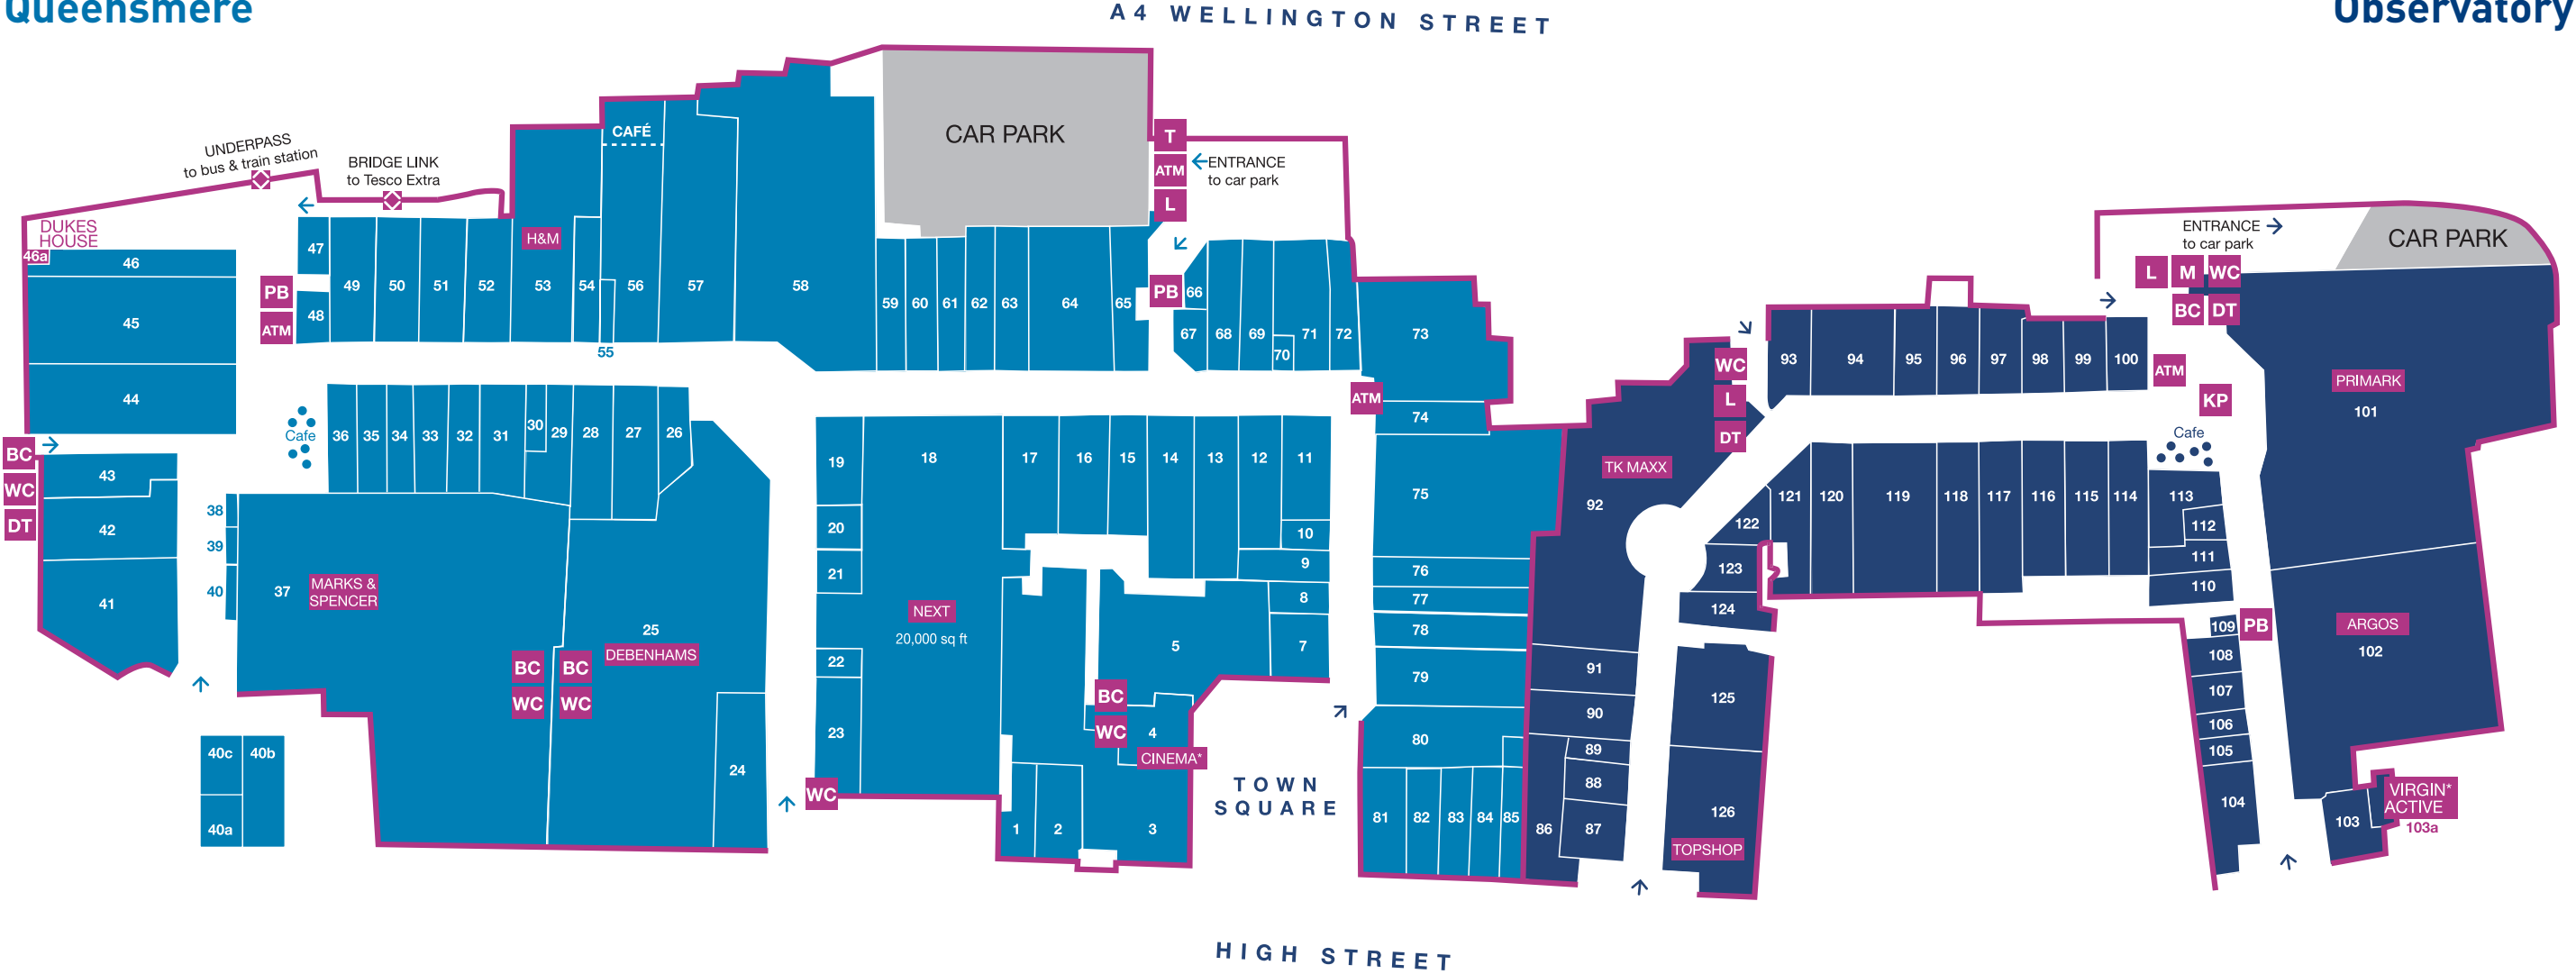 Queensmere
A4 WELLINGTON STREET
Observatory
UNDERPASS
to bus & train station
BRIDGE LINK
to Tesco Extra
DUKES
HOUSE
46a
46
45
44
PB
ATM
47
48
49
50
51
52
H&M
53
54
55
CAFÉ
56
57
58
CAR PARK
T
ATM
L
ENTRANCE
to car park
59
60
61
62
63
64
65
PB
66
67
68
69
70
71
72
73
ATM
74
75
76
77
78
79
80
81
82
83
84
85
BC
WC
DT
43
42
41
Cafe
36
35
34
33
32
31
30
29
28
27
26
38
39
40
37
MARKS &
SPENCER
25
DEBENHAMS
BC
WC
BC
WC
24
40c
40b
40a
19
20
21
22
23
WC
18
NEXT
20,000 sq ft
17
16
15
14
13
12
11
10
9
8
7
5
BC
WC
4
CINEMA*
1
2
3
TOWN
SQUARE
WC
L
DT
TK MAXX
92
91
90
89
88
87
86
93
94
95
96
97
98
99
100
ATM
KP
Cafe
121
120
119
118
117
116
115
114
113
112
111
110
122
123
124
125
126
TOPSHOP
109
PB
108
107
106
105
104
ENTRANCE
to car park
CAR PARK
L
M
WC
BC
DT
PRIMARK
101
ARGOS
102
103
VIRGIN*
ACTIVE
103a
HIGH STREET